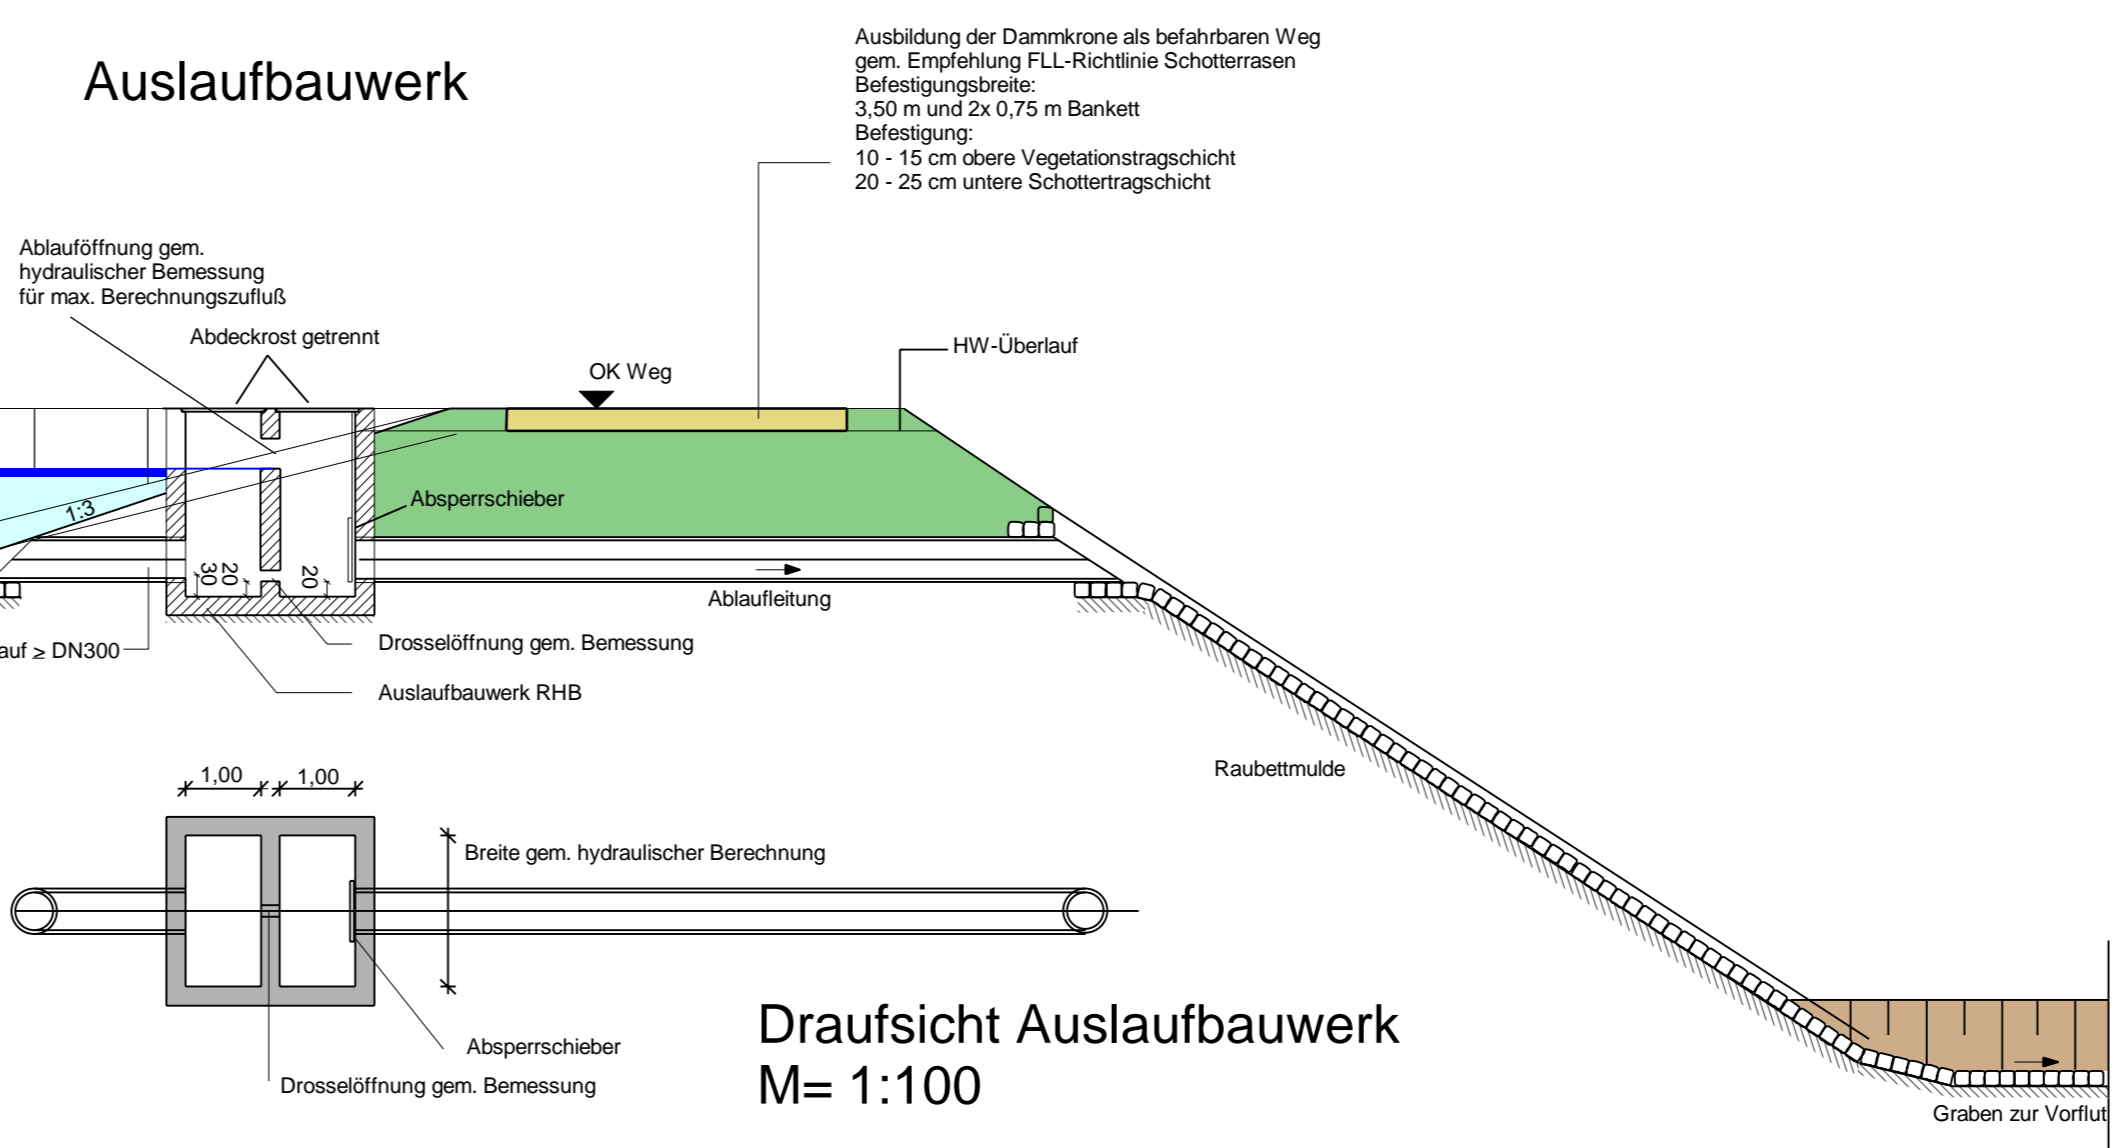 Auslaufbauwerk
Ausbildung der Dammkrone als befahrbaren Weg
gem. Empfehlung FLL-Richtlinie Schotterrasen
Befestigungsbreite:
3,50 m und 2x 0,75 m Bankett
Befestigung:
10 - 15 cm obere Vegetationstragschicht
20 - 25 cm untere Schottertragschicht
Ablauföffnung gem.
hydraulischer Bemessung
für max. Berechnungszufluß
Abdeckrost getrennt
OK Weg
HW-Überlauf
1:3
Absperrschieber
30
20
20
Ablaufleitung
auf ≥ DN300
Drosselöffnung gem. Bemessung
Auslaufbauwerk RHB
Raubettmulde
1,00
1,00
Breite gem. hydraulischer Berechnung
Absperrschieber
Drosselöffnung gem. Bemessung
Draufsicht Auslaufbauwerk
M= 1:100
Graben zur Vorflut